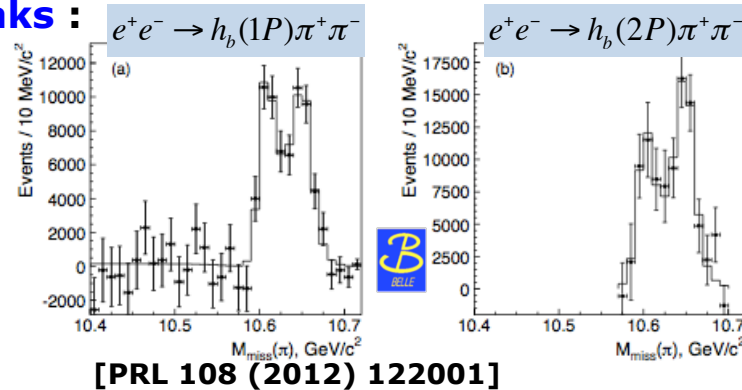 nks :
e⁺e⁻ → h_b(1P)π⁺π⁻
e⁺e⁻ → h_b(2P)π⁺π⁻
(a)
Events / 10 MeV/c²
12000
10000
8000
6000
4000
2000
0
-2000
10.4 10.5 10.6 10.7
M_miss(π), GeV/c²
B
BELLE
(b)
Events / 10 MeV/c²
17500
15000
12500
10000
7500
5000
2500
0
10.4 10.5 10.6 10.7
M_miss(π), GeV/c²
[PRL 108 (2012) 122001]